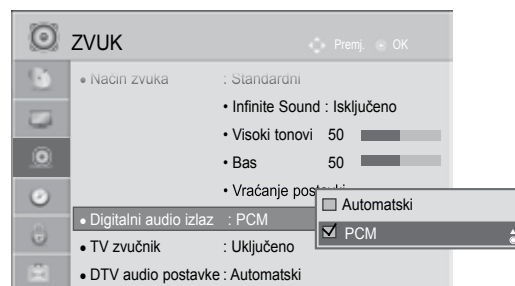 ZVUK
Premj. OK
• Način zvuka : Standardni
• Infinite Sound : Isključeno
• Visoki tonovi 50
• Bas 50
• Vraćanje postavki
• Digitalni audio izlaz : PCM
Automatski
PCM
• TV zvučnik : Uključeno
• DTV audio postavke : Automatski